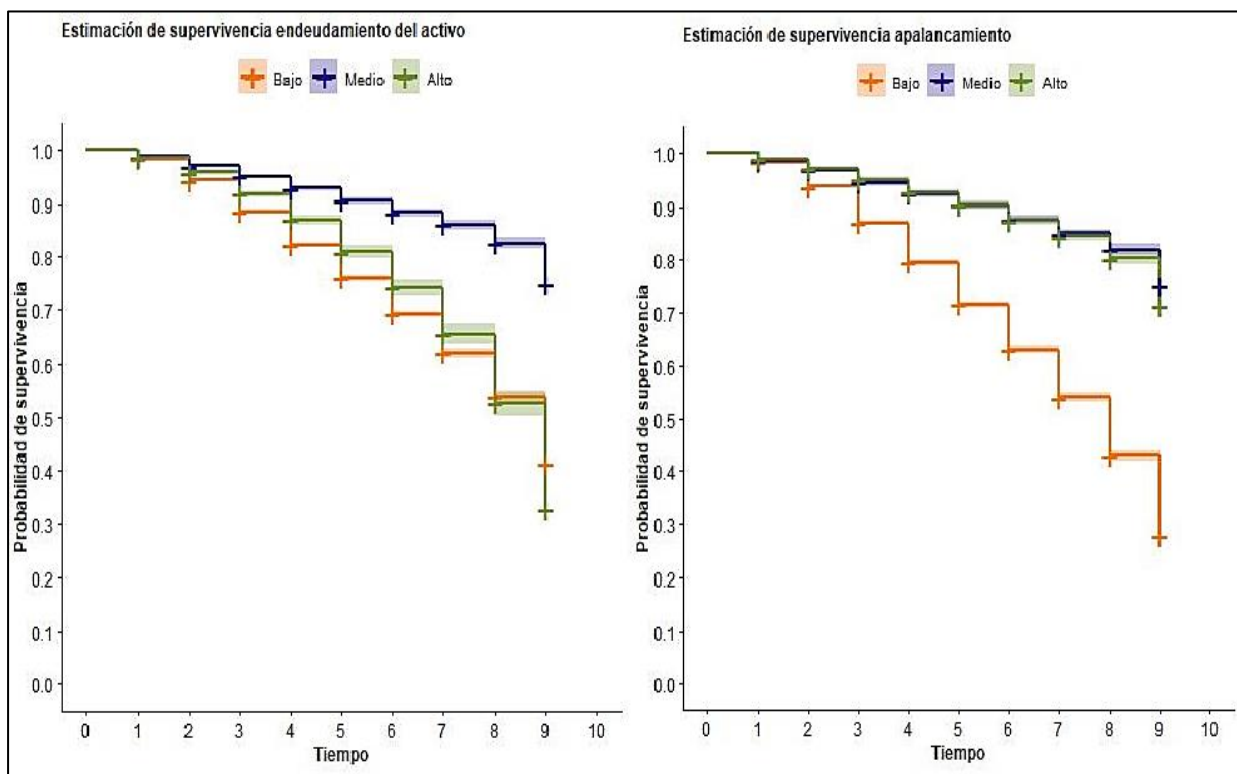 Estimación de supervivencia endeudamiento del activo
Bajo Medio Alto
Probabilidad de supervivencia
1.0
0.9
0.8
0.7
0.6
0.5
0.4
0.3
0.2
0.1
0.0
0 1 2 3 4 5 6 7 8 9 10
Tiempo
Estimación de supervivencia apalancamiento
Bajo Medio Alto
Probabilidad de supervivencia
1.0
0.9
0.8
0.7
0.6
0.5
0.4
0.3
0.2
0.1
0.0
0 1 2 3 4 5 6 7 8 9 10
Tiempo